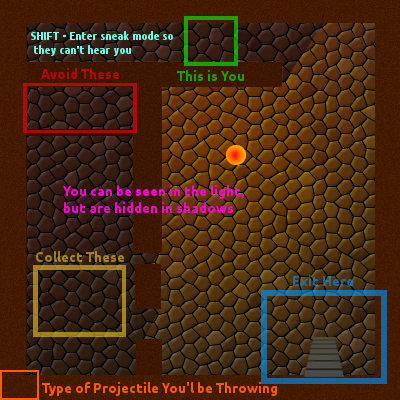 SHIFT - Enter sneak mode so
they can't hear you
Avoid These
This is You
You can be seen in the light,
but are hidden in shadows
Collect These
Exit Here
Type of Projectile You'll be Throwing